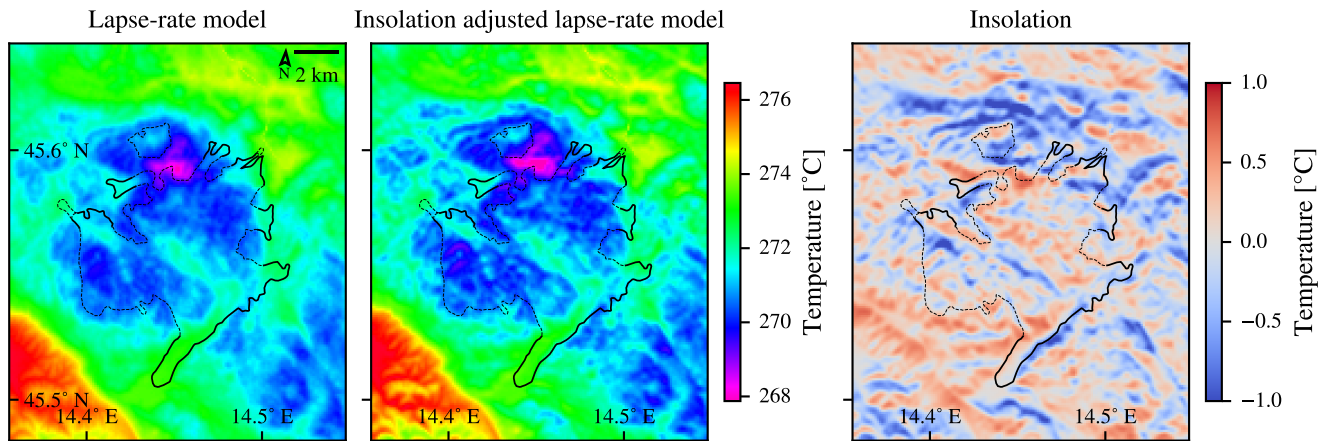 Lapse-rate model
Insolation adjusted lapse-rate model
Insolation
N 2 km
45.6° N
45.5° N
14.4° E
14.5° E
14.4° E
14.5° E
276
274
272
270
268
Temperature [°C]
14.4° E
14.5° E
1.0
0.5
0.0
−0.5
−1.0
Temperature [°C]